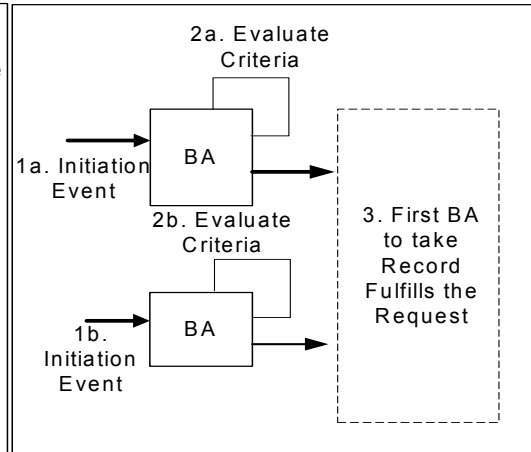 2a. Evaluate
Criteria
BA
1a. Initiation
Event
2b. Evaluate
Criteria
BA
1b.
Initiation
Event
3. First BA
to take
Record
Fulfills the
Request